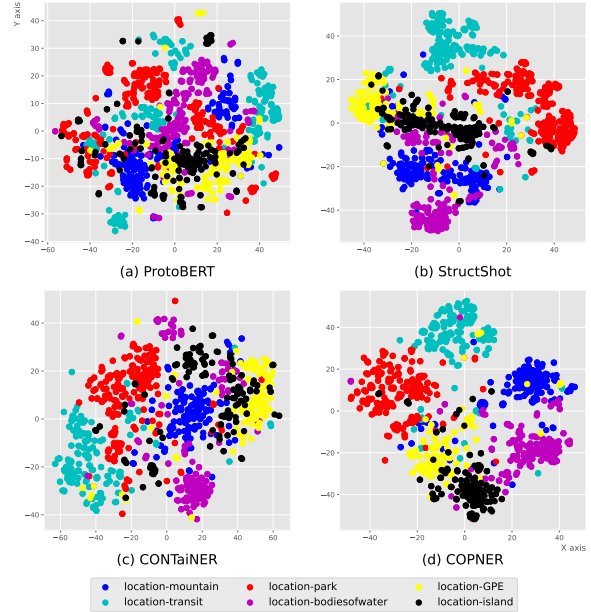 Y axis
40
30
20
10
0
−10
−20
−30
−40
−60 −40 −20 0 20 40
(a) ProtoBERT
40
20
0
−20
−40
−40 −20 0 20 40
(b) StructShot
40
20
0
−20
−40
−60 −40 −20 0 20 40 60
(c) CONTaiNER
40
20
0
−20
−40
−40 −20 0 20 40
X axis
(d) COPNER
location-mountain location-park location-GPE
location-transit location-bodiesofwater location-island